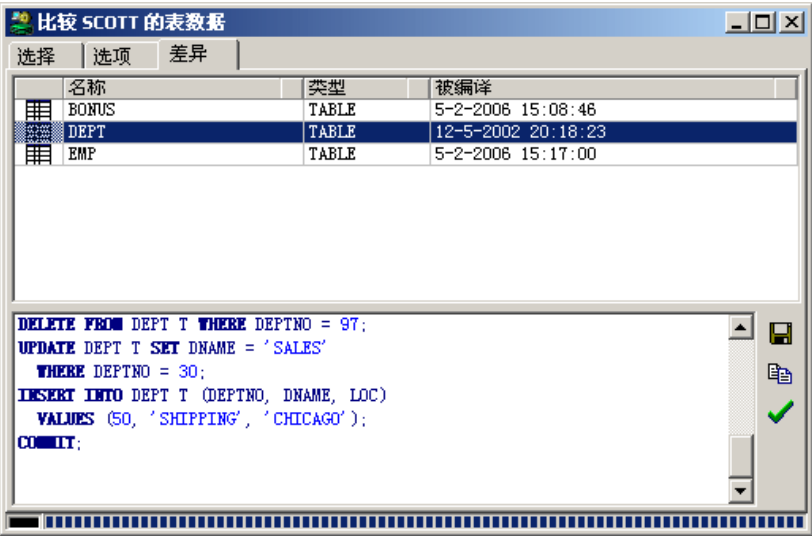 比较 SCOTT 的表数据
选择 选项 差异
名称 类型 被编译
BONUS TABLE 5-2-2006 15:08:46
DEPT TABLE 12-5-2002 20:18:23
EMP TABLE 5-2-2006 15:17:00
DELETE FROM DEPT T WHERE DEPTNO = 97;
UPDATE DEPT T SET DNAME = 'SALES'
WHERE DEPTNO = 30;
INSERT INTO DEPT T (DEPTNO, DNAME, LOC)
VALUES (50, 'SHIPPING', 'CHICAGO');
COMMIT;